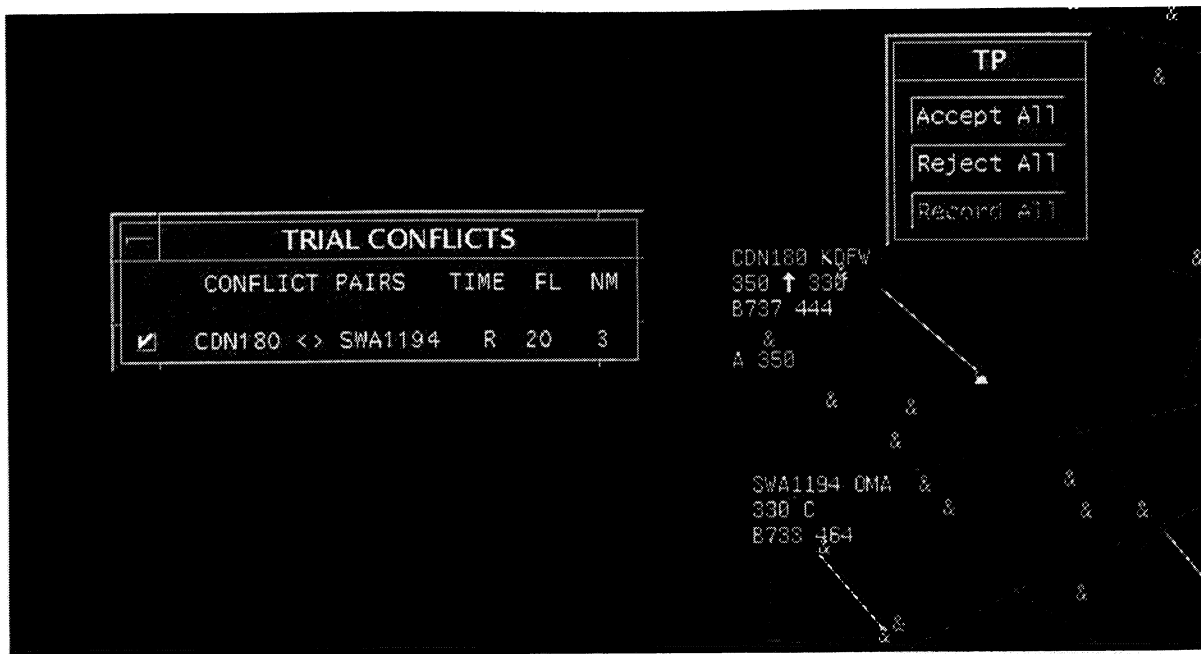 TP
Accept All
Reject All
Record All
TRIAL CONFLICTS
CONFLICT PAIRS TIME FL NM
CDN180 <> SWA1194 R 20 3
CDN180 KDFW
350 ↑ 330
B737 444
A 350
SWA1194 OMA
330 C
B738 464